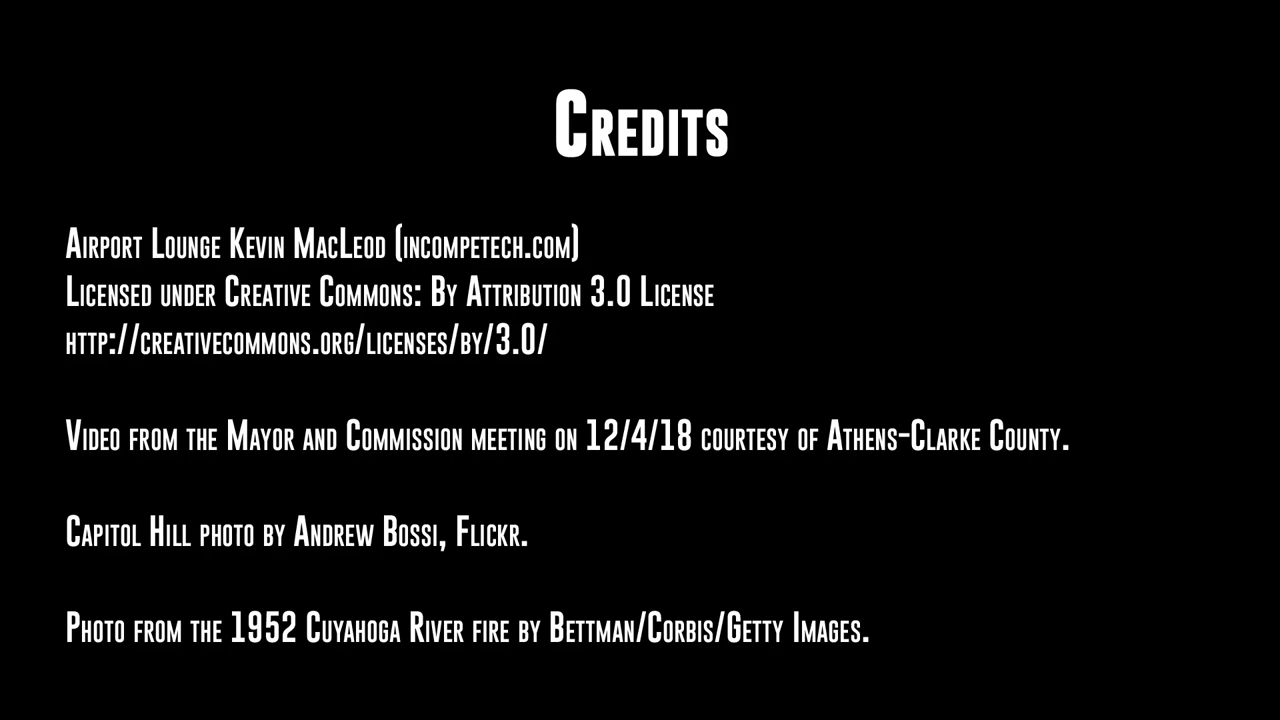 Credits
Airport Lounge Kevin MacLeod (incompetech.com)
Licensed under Creative Commons: By Attribution 3.0 License
http://creativecommons.org/licenses/by/3.0/
Video from the Mayor and Commission meeting on 12/4/18 courtesy of Athens-Clarke County.
Capitol Hill photo by Andrew Bossi, Flickr.
Photo from the 1952 Cuyahoga River fire by Bettman/Corbis/Getty Images.